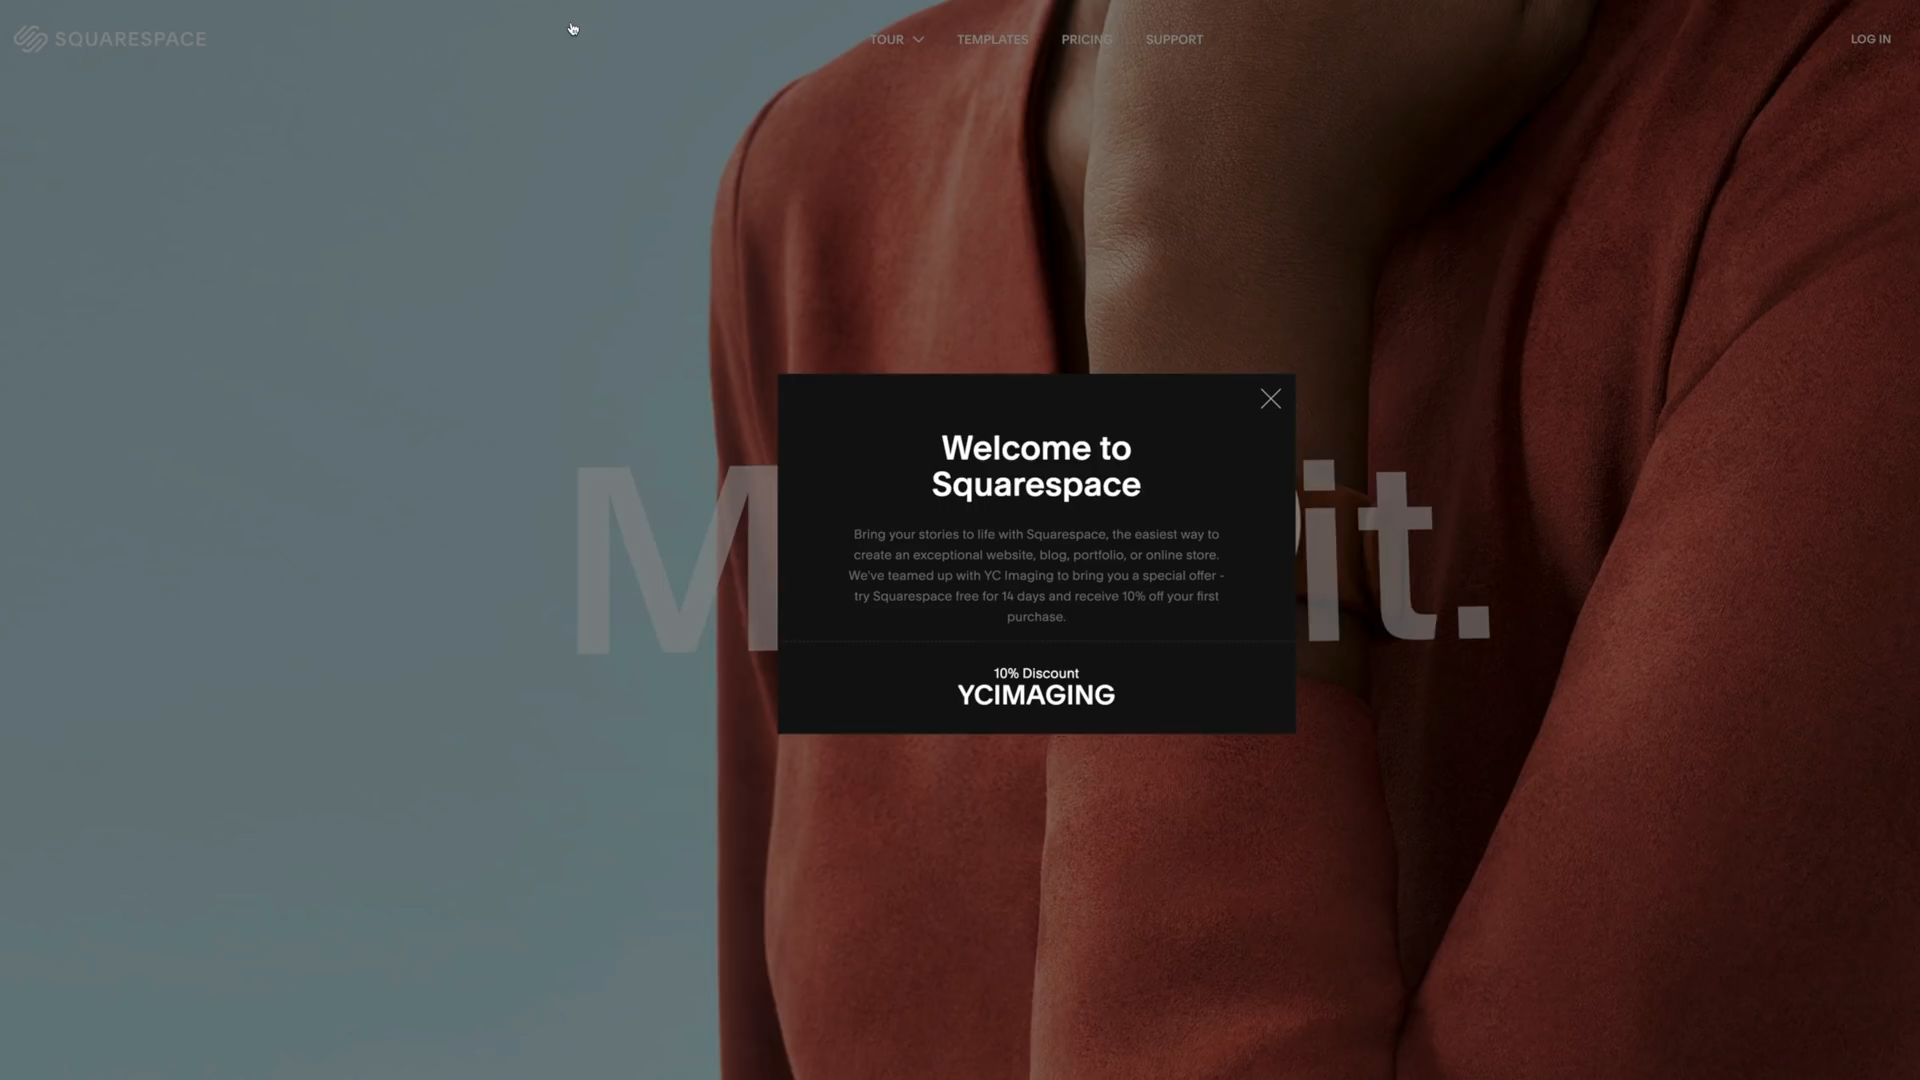 SQUARESPACE
TOUR
TEMPLATES
PRICING
SUPPORT
LOG IN
Welcome to
Squarespace
Bring your stories to life with Squarespace, the easiest way to
create an exceptional website, blog, portfolio, or online store.
We've teamed up with YC Imaging to bring you a special offer -
try Squarespace free for 14 days and receive 10% off your first
purchase.
10% Discount
YCIMAGING
it.